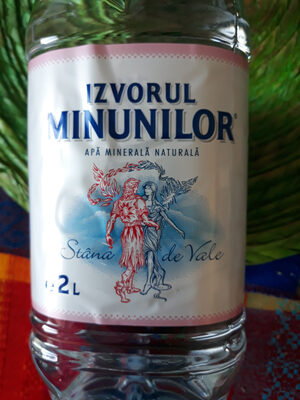 IZVORUL
MINUNILOR
APĂ MINERALĂ NATURALĂ
Stâna de Vale
℮ 2 L